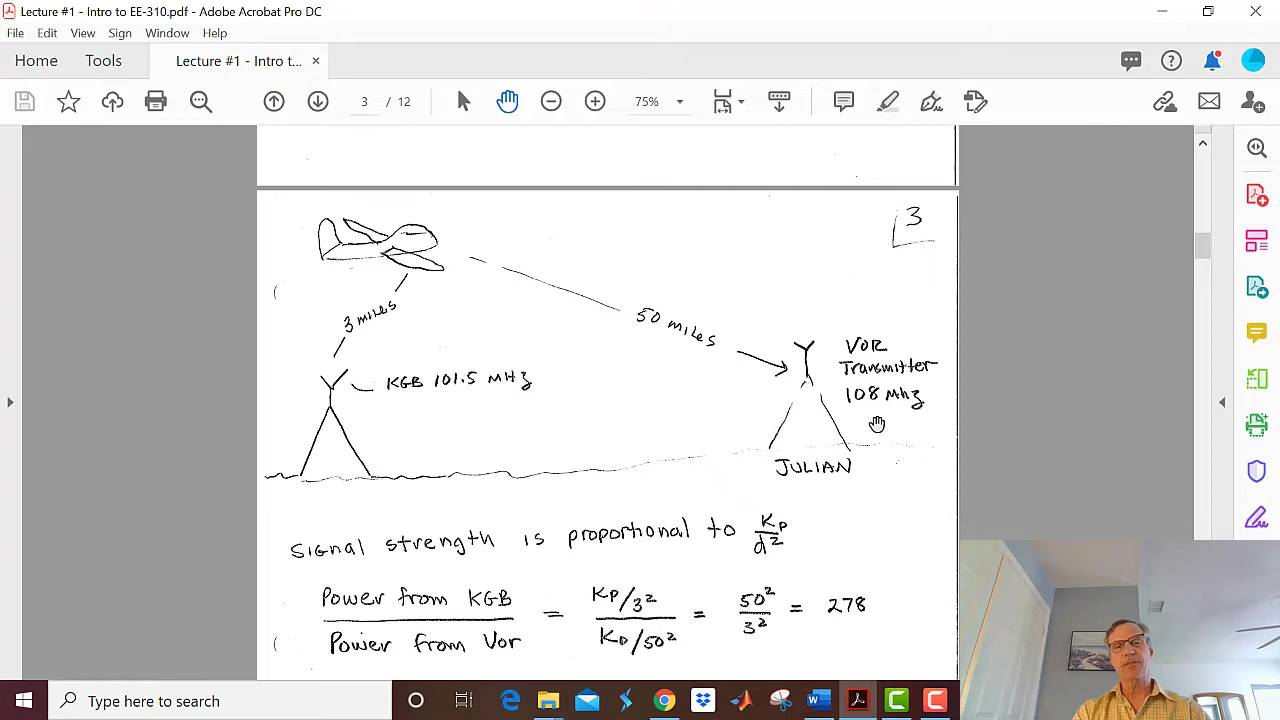 Lecture #1 - Intro to EE-310.pdf - Adobe Acrobat Pro DC
File Edit View Sign Window Help
Home Tools Lecture #1 - Intro t... ×
3 / 12 75%
3
3 miles
50 miles
KGB 101.5 MHz
VOR
Transmitter
108 Mhz
JULIAN
Signal strength is proportional to Kp/d²
Power from KGB / Power from Vor = Kp/3² / Kp/50² = 50²/3² = 278
Type here to search